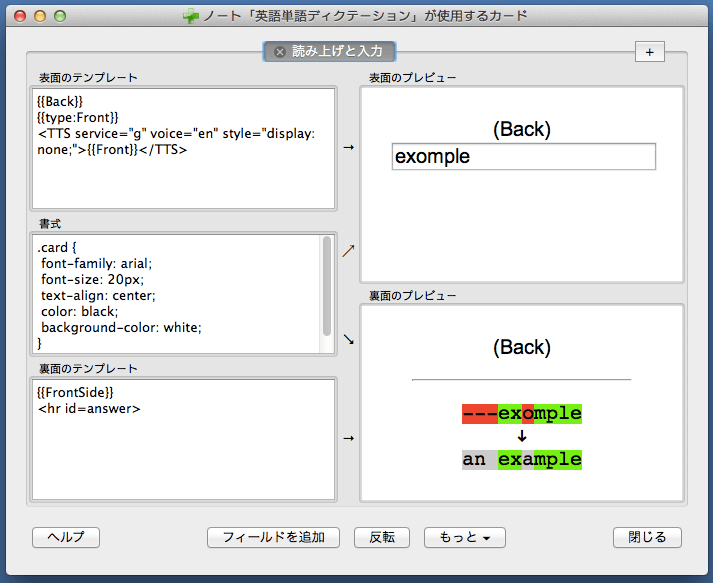 ノート「英語単語ディクテーション」が使用するカード
読み上げと入力
+
表面のテンプレート
{{Back}}
{{type:Front}}
<TTS service="g" voice="en" style="display:
none;">{{Front}}</TTS>
→
表面のプレビュー
(Back)
exomple
書式
.card {
font-family: arial;
font-size: 20px;
text-align: center;
color: black;
background-color: white;
}
裏面のプレビュー
(Back)
---exomple
↓
an example
裏面のテンプレート
{{FrontSide}}
<hr id=answer>
→
ヘルプ
フィールドを追加
反転
もっと
閉じる